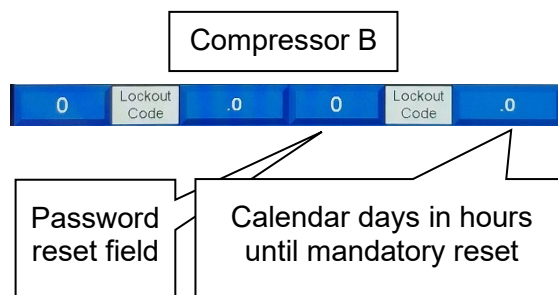 Compressor B
0 Lockout Code .0 0 Lockout Code .0
Password reset field
Calendar days in hours until mandatory reset